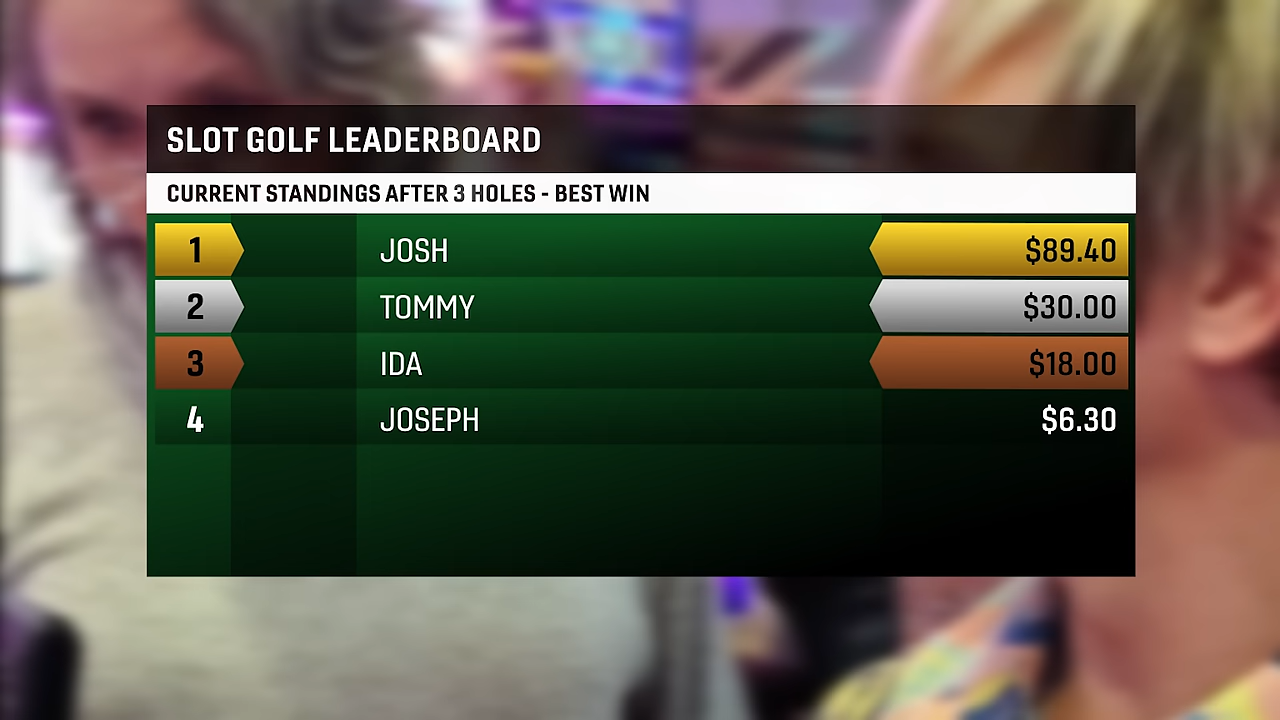 SLOT GOLF LEADERBOARD
CURRENT STANDINGS AFTER 3 HOLES - BEST WIN
1 JOSH $89.40
2 TOMMY $30.00
3 IDA $18.00
4 JOSEPH $6.30